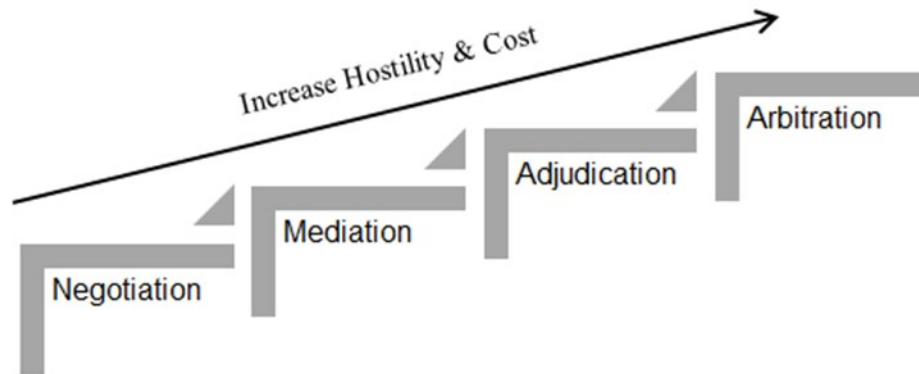 Increase Hostility & Cost
Negotiation
Mediation
Adjudication
Arbitration